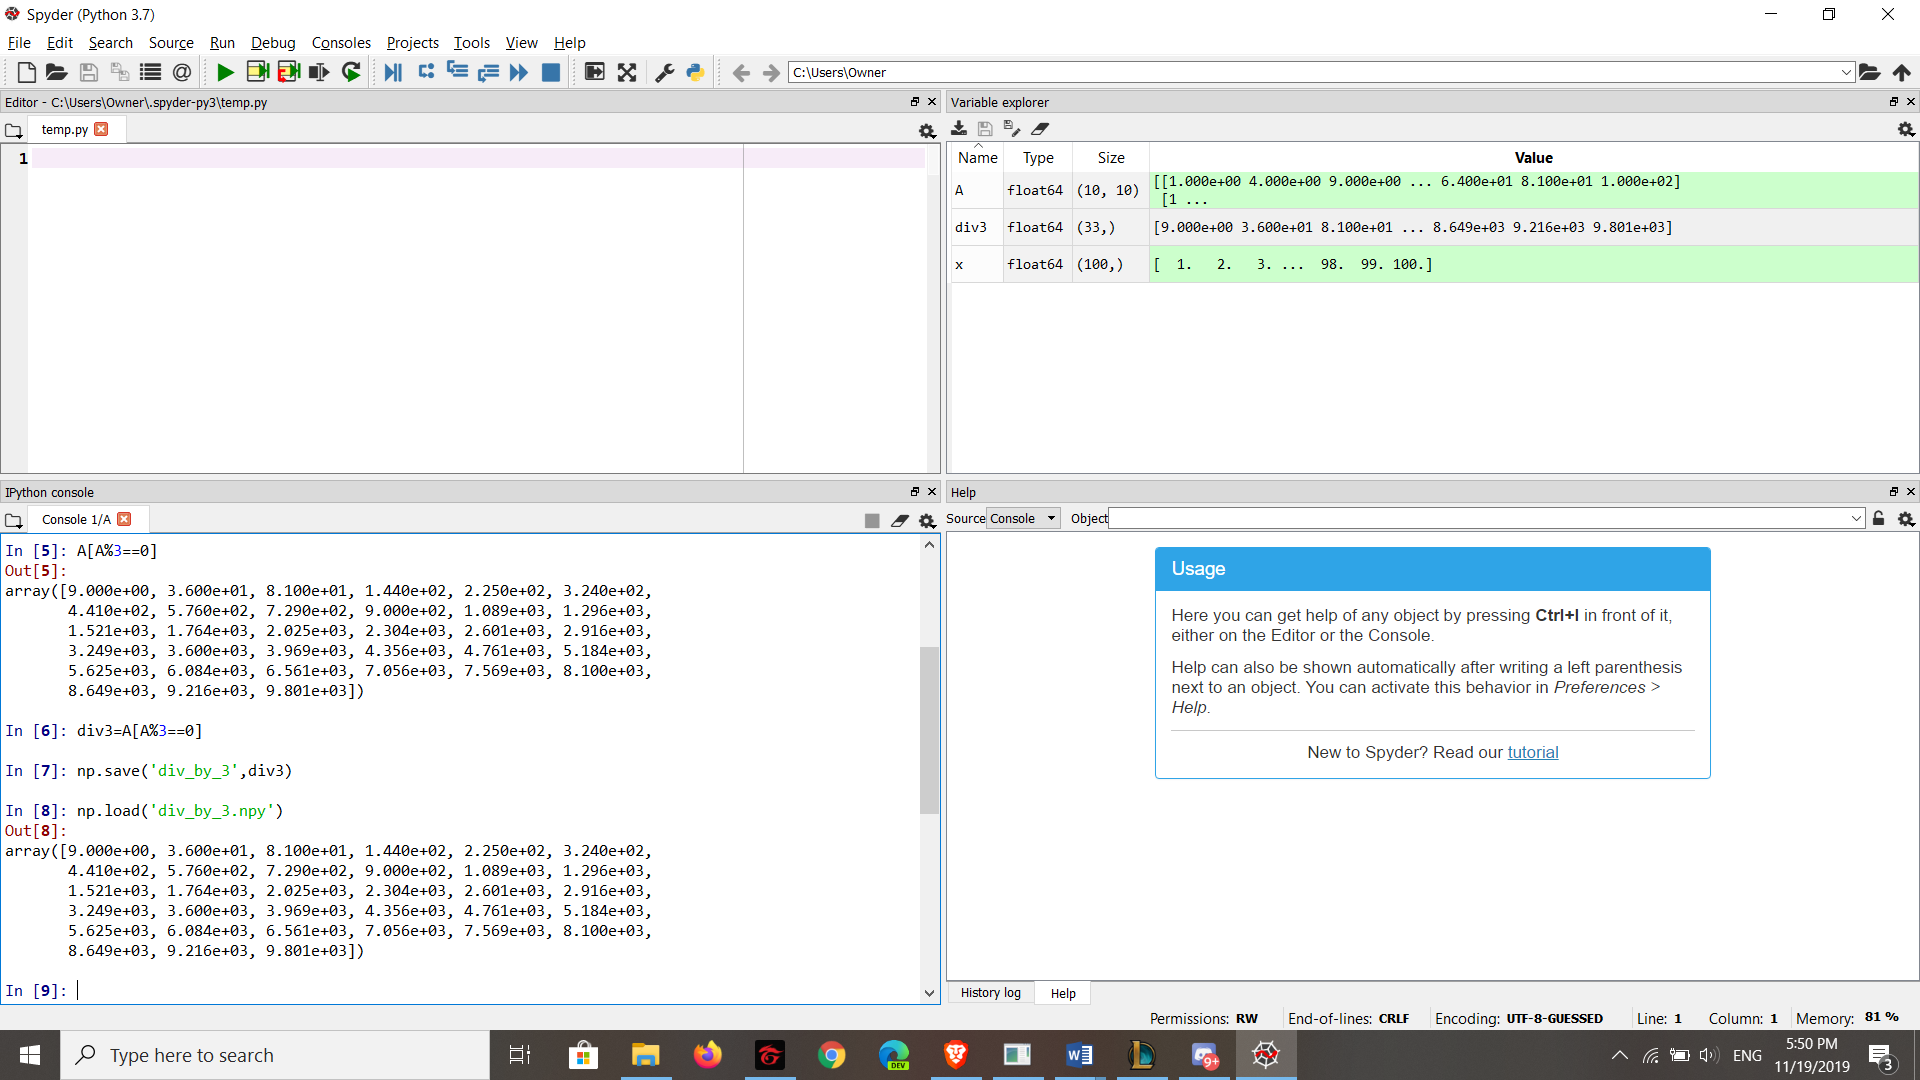 Spyder (Python 3.7)
File Edit Search Source Run Debug Consoles Projects Tools View Help
C:\Users\Owner
Editor - C:\Users\Owner\.spyder-py3\temp.py
temp.py
1
Variable explorer
Name Type Size Value
A float64 (10, 10) [[1.000e+00 4.000e+00 9.000e+00 ... 6.400e+01 8.100e+01 1.000e+02]
[1 ...
div3 float64 (33,) [9.000e+00 3.600e+01 8.100e+01 ... 8.649e+03 9.216e+03 9.801e+03]
x float64 (100,) [  1.   2.   3. ...  98.  99. 100.]
IPython console
Console 1/A
In [5]: A[A%3==0]
Out[5]:
array([9.000e+00, 3.600e+01, 8.100e+01, 1.440e+02, 2.250e+02, 3.240e+02,
4.410e+02, 5.760e+02, 7.290e+02, 9.000e+02, 1.089e+03, 1.296e+03,
1.521e+03, 1.764e+03, 2.025e+03, 2.304e+03, 2.601e+03, 2.916e+03,
3.249e+03, 3.600e+03, 3.969e+03, 4.356e+03, 4.761e+03, 5.184e+03,
5.625e+03, 6.084e+03, 6.561e+03, 7.056e+03, 7.569e+03, 8.100e+03,
8.649e+03, 9.216e+03, 9.801e+03])
In [6]: div3=A[A%3==0]
In [7]: np.save('div_by_3',div3)
In [8]: np.load('div_by_3.npy')
Out[8]:
array([9.000e+00, 3.600e+01, 8.100e+01, 1.440e+02, 2.250e+02, 3.240e+02,
4.410e+02, 5.760e+02, 7.290e+02, 9.000e+02, 1.089e+03, 1.296e+03,
1.521e+03, 1.764e+03, 2.025e+03, 2.304e+03, 2.601e+03, 2.916e+03,
3.249e+03, 3.600e+03, 3.969e+03, 4.356e+03, 4.761e+03, 5.184e+03,
5.625e+03, 6.084e+03, 6.561e+03, 7.056e+03, 7.569e+03, 8.100e+03,
8.649e+03, 9.216e+03, 9.801e+03])
In [9]:
Help
Source Console Object
Usage
Here you can get help of any object by pressing Ctrl+I in front of it,
either on the Editor or the Console.
Help can also be shown automatically after writing a left parenthesis
next to an object. You can activate this behavior in Preferences >
Help.
New to Spyder? Read our tutorial
History log Help
Permissions: RW End-of-lines: CRLF Encoding: UTF-8-GUESSED Line: 1 Column: 1 Memory: 81 %
Type here to search
DEV
9+
ENG
5:50 PM
11/19/2019
3